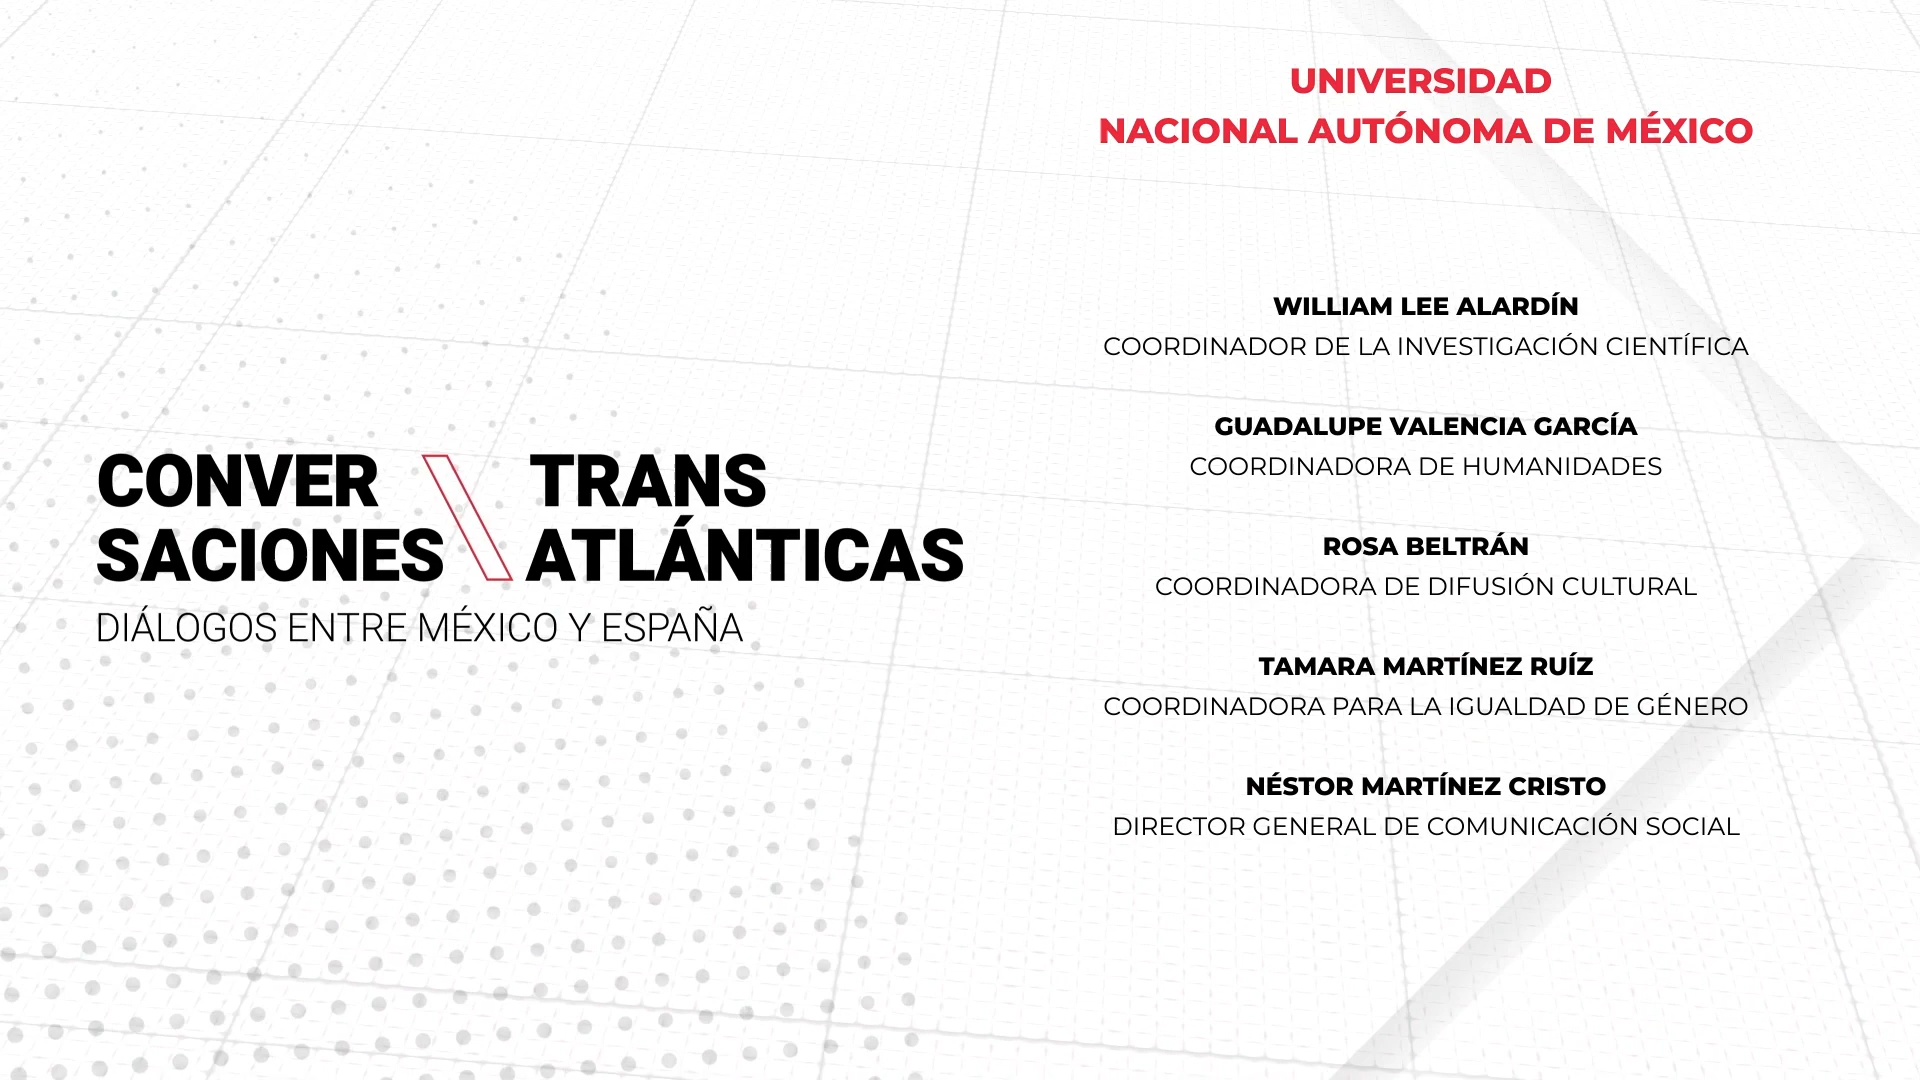 CONVER \ TRANS
SACIONES \ ATLÁNTICAS
DIÁLOGOS ENTRE MÉXICO Y ESPAÑA
UNIVERSIDAD
NACIONAL AUTÓNOMA DE MÉXICO
WILLIAM LEE ALARDÍN
COORDINADOR DE LA INVESTIGACIÓN CIENTÍFICA
GUADALUPE VALENCIA GARCÍA
COORDINADORA DE HUMANIDADES
ROSA BELTRÁN
COORDINADORA DE DIFUSIÓN CULTURAL
TAMARA MARTÍNEZ RUÍZ
COORDINADORA PARA LA IGUALDAD DE GÉNERO
NÉSTOR MARTÍNEZ CRISTO
DIRECTOR GENERAL DE COMUNICACIÓN SOCIAL